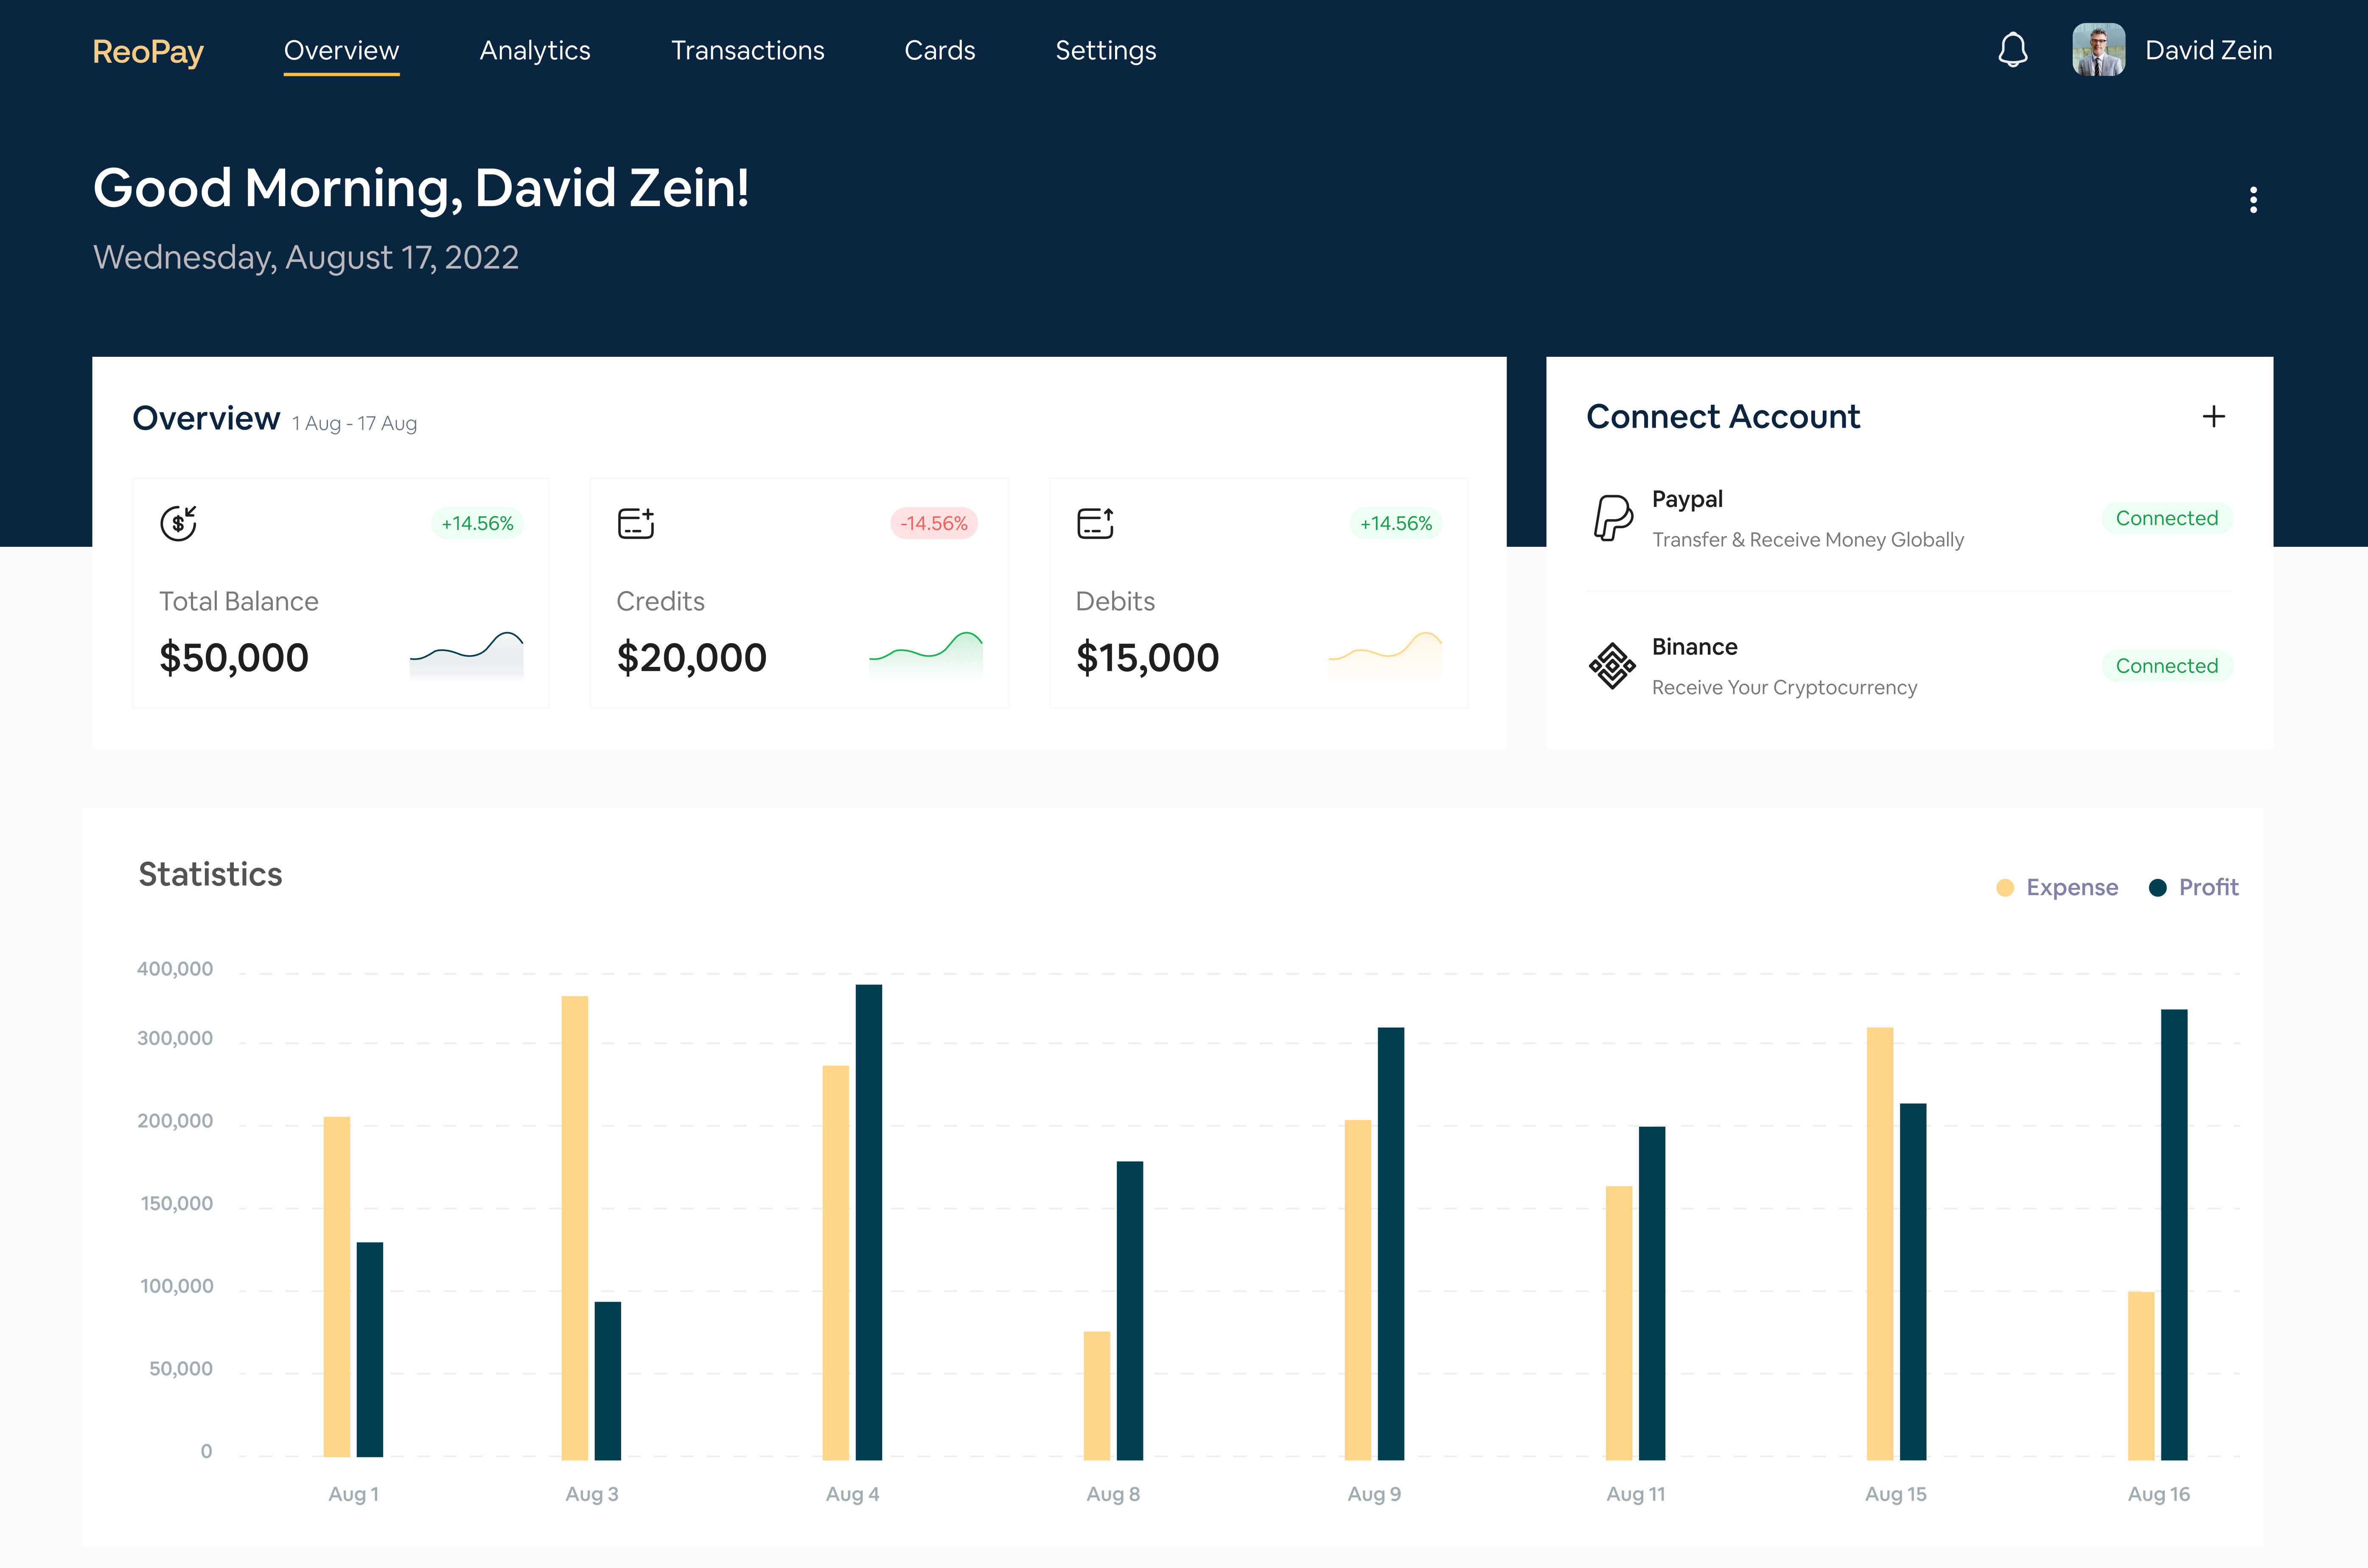 ReoPay
Overview
Analytics
Transactions
Cards
Settings
David Zein
Good Morning, David Zein!
Wednesday, August 17, 2022
Overview 1 Aug - 17 Aug
$
+14.56%
Total Balance
$50,000
-14.56%
Credits
$20,000
+14.56%
Debits
$15,000
Connect Account
Paypal
Transfer & Receive Money Globally
Connected
Binance
Receive Your Cryptocurrency
Connected
Statistics
Expense
Profit
400,000
300,000
200,000
150,000
100,000
50,000
0
Aug 1
Aug 3
Aug 4
Aug 8
Aug 9
Aug 11
Aug 15
Aug 16